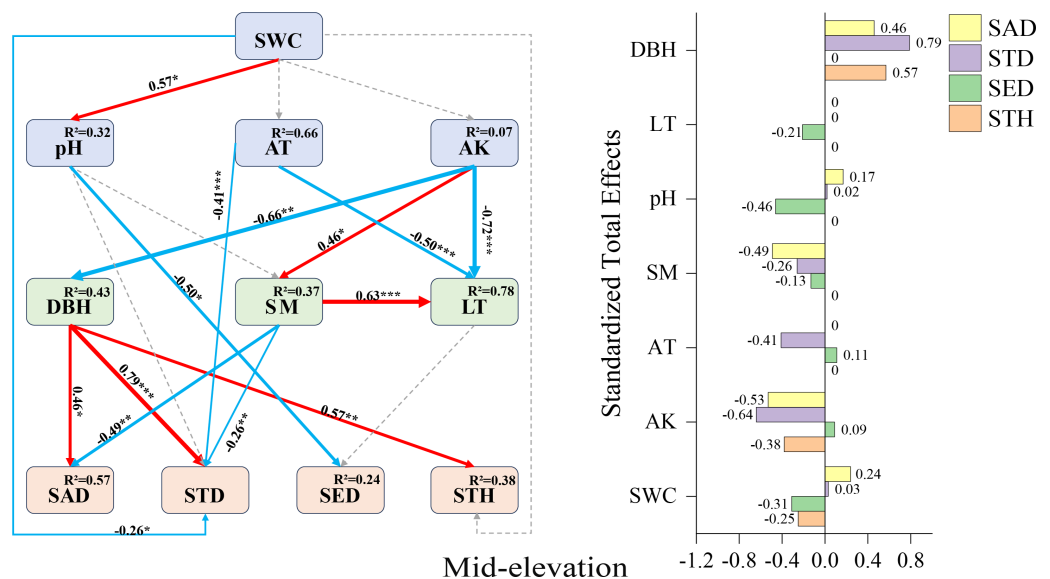 SWC
0.57*
R²=0.32
pH
R²=0.66
AT
R²=0.07
AK
-0.41***
-0.66**
0.46*
-0.50***
-0.72***
-0.50*
R²=0.43
DBH
R²=0.37
SM
0.63***
R²=0.78
LT
0.46*
0.79***
-0.49**
-0.26**
0.57**
R²=0.57
SAD
STD
R²=0.24
SED
R²=0.38
STH
-0.26*
Standardized Total Effects
DBH
0.46
0.79
0
0.57
LT
0
0
-0.21
0
pH
0.17
0.02
-0.46
0
SM
-0.49
-0.26
-0.13
0
AT
0
-0.41
0.11
0
AK
-0.53
-0.64
0.09
-0.38
SWC
0.24
0.03
-0.31
-0.25
-1.2 -0.8 -0.4 0.0 0.4 0.8
SAD
STD
SED
STH
Mid-elevation